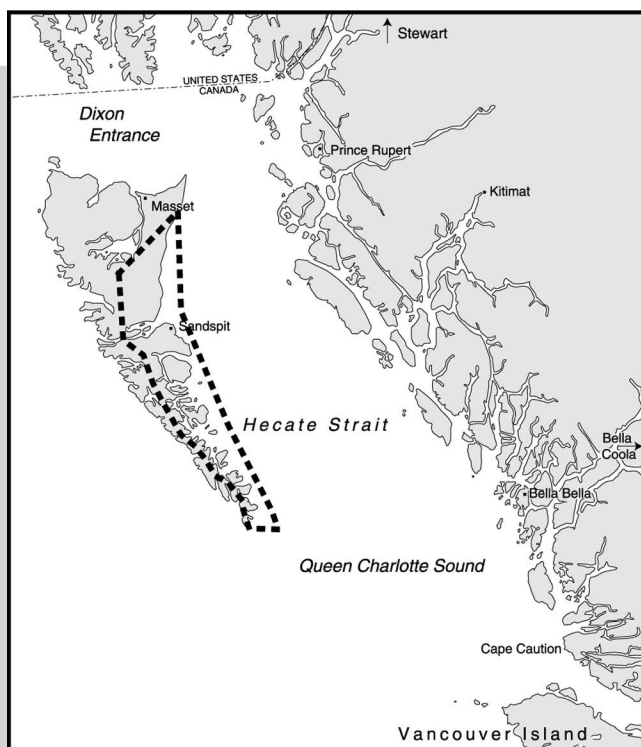 Stewart
UNITED STATES
CANADA
Dixon
Entrance
Prince Rupert
Kitimat
Masset
Sandspit
Hecate Strait
Bella
Coola
Bella Bella
Queen Charlotte Sound
Cape Caution
Vancouver Island